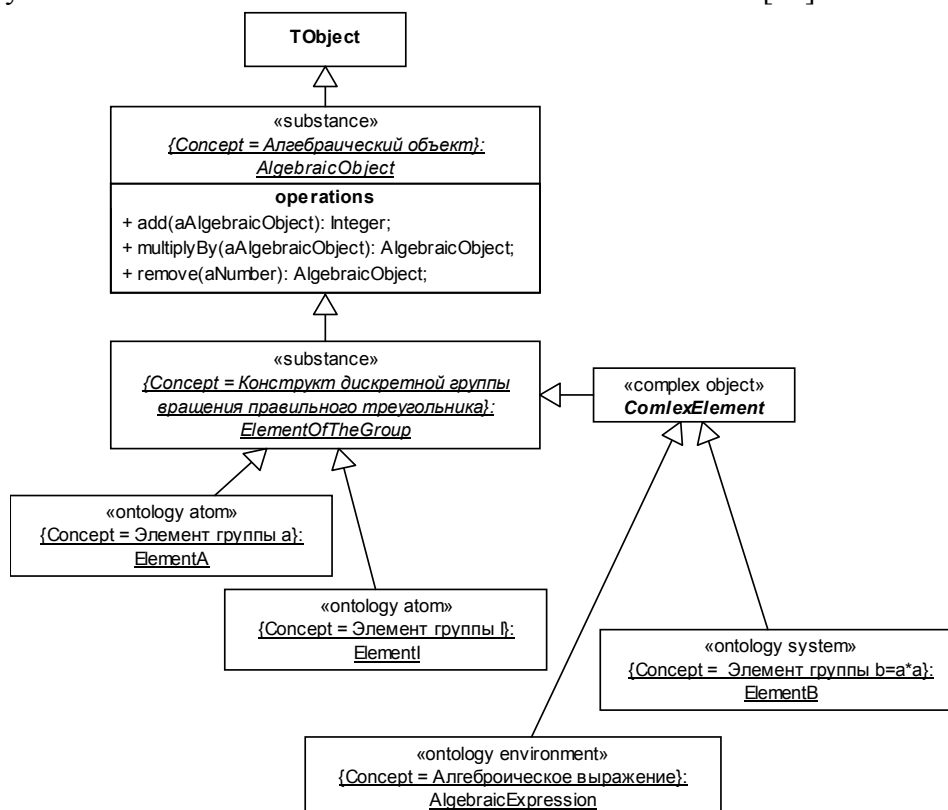 TObject
«substance»
{Concept = Алгебраический объект}:
AlgebraicObject
operations
+ add(aAlgebraicObject): Integer;
+ multiplyBy(aAlgebraicObject): AlgebraicObject;
+ remove(aNumber): AlgebraicObject;
«substance»
{Concept = Конструкт дискретной группы
вращения правильного треугольника}:
ElementOfTheGroup
«complex object»
ComlexElement
«ontology atom»
{Concept = Элемент группы a}:
ElementA
«ontology atom»
{Concept = Элемент группы I}:
ElementI
«ontology system»
{Concept = Элемент группы b=a*a}:
ElementB
«ontology environment»
{Concept = Алгеброическое выражение}:
AlgebraicExpression